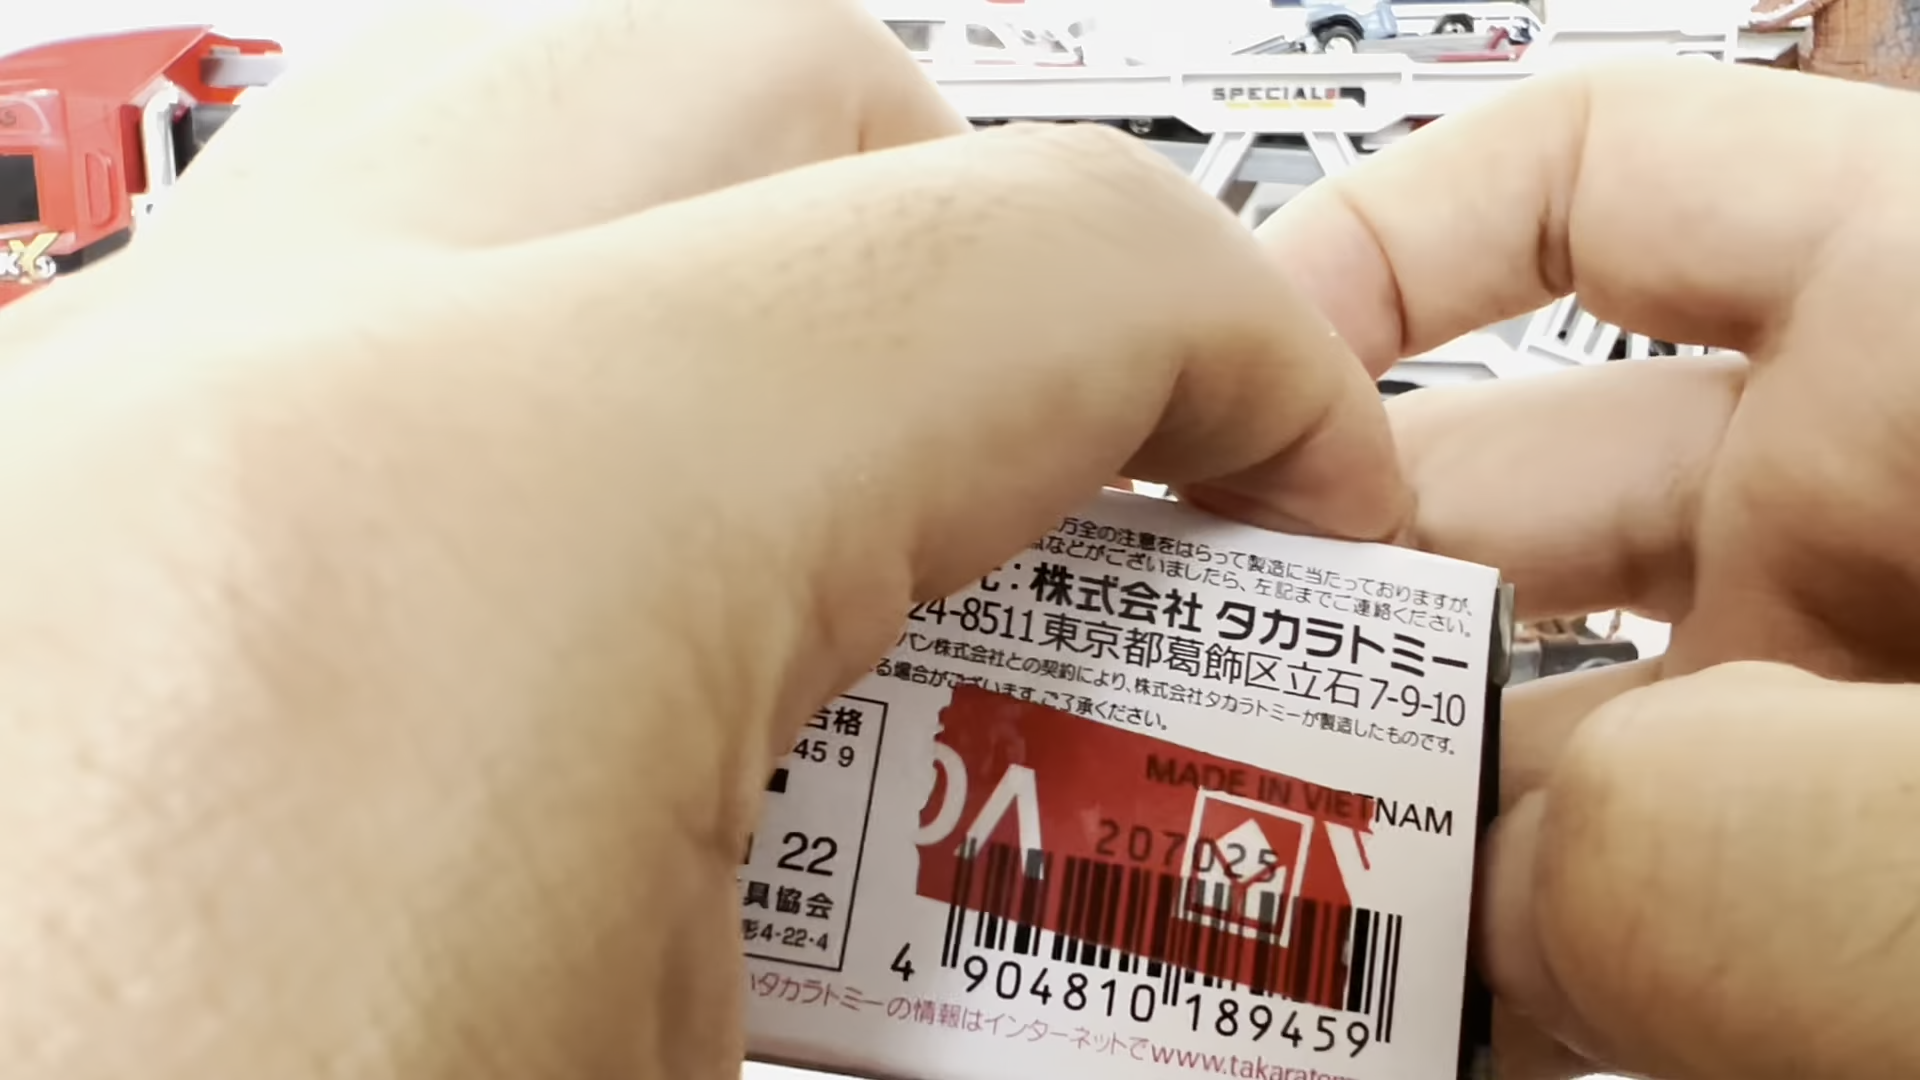 SPECIAL
万全の注意をはらって製造に当たっておりますが、
などがございましたら、左記までご連絡ください。
株式会社 タカラトミー
24-8511東京都葛飾区立石7-9-10
パン株式会社との契約により、株式会社タカラトミーが製造したものです。
る場合がございます。ご了承ください。
合格
45 9
22
具協会
4-22-4
MADE IN VIETNAM
207025
4 904810 189459
タカラトミーの情報はインターネットでwww.takarato